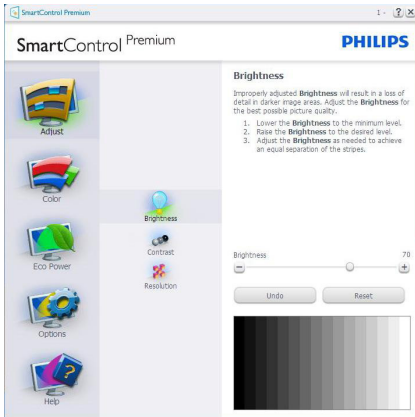 SmartControl Premium
1 - ? X
SmartControl Premium
PHILIPS
Adjust
Color
Eco Power
Options
Help
Brightness
Contrast
Resolution
Brightness
Improperly adjusted Brightness will result in a loss of
detail in darker image areas. Adjust the Brightness for
the best possible picture quality.
1. Lower the Brightness to the minimum level.
2. Raise the Brightness to the desired level.
3. Adjust the Brightness as needed to achieve
an equal separation of the stripes.
Brightness 70
Undo
Reset